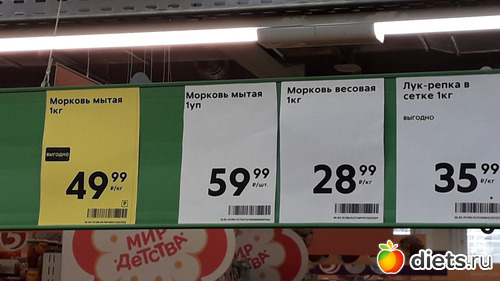 Морковь мытая
1кг
ВЫГОДНО
49 99
₽/кг
Морковь мытая
1уп
59 99
₽/шт.
Морковь весовая
1кг
28 99
₽/кг
Лук-репка в
сетке 1кг
ВЫГОДНО
35 99
₽/кг
МИР
ДЕТСТВА
diets.ru